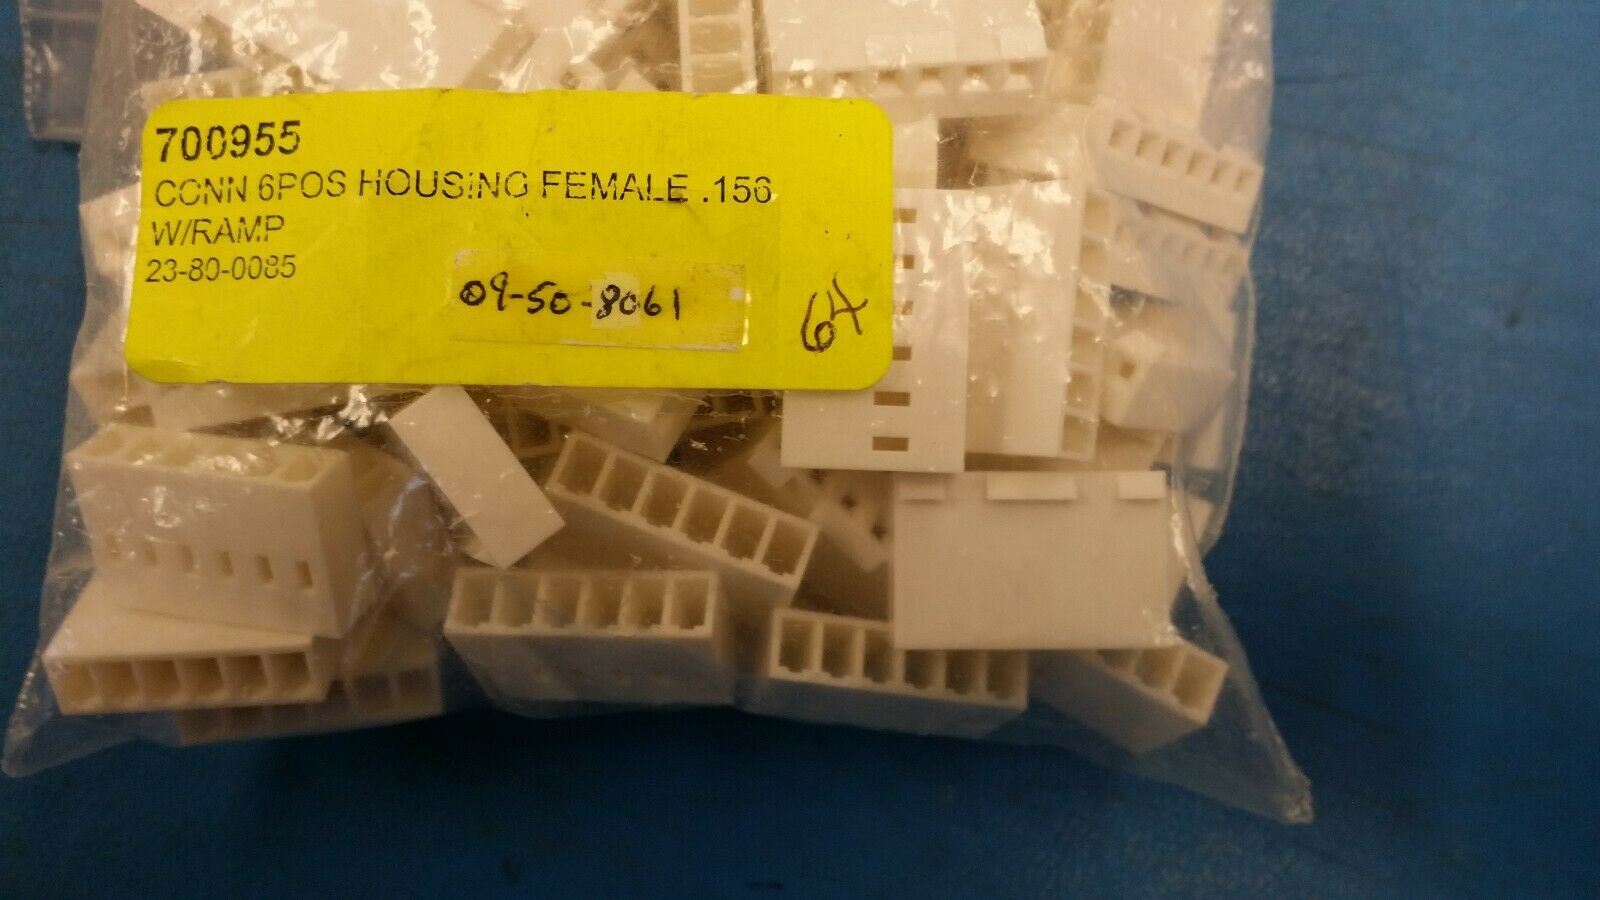 700955
CONN 6POS HOUSING FEMALE .156
W/RAMP
23-80-0085
09-50-8061
64